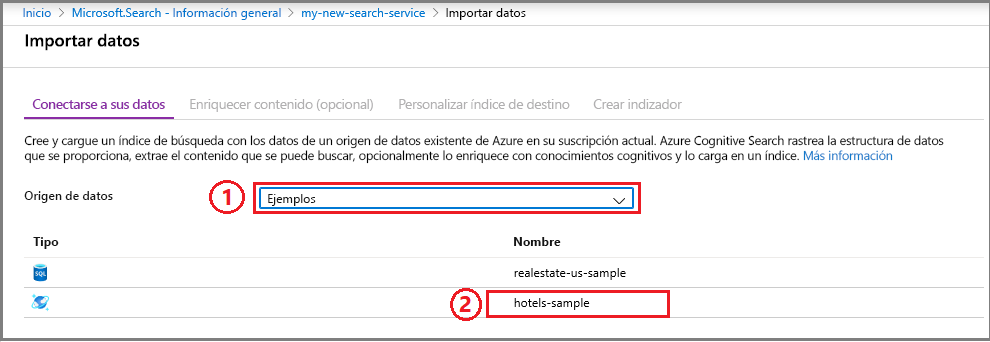 Inicio > Microsoft.Search - Información general > my-new-search-service > Importar datos
Importar datos
Conectarse a sus datos Enriquecer contenido (opcional) Personalizar índice de destino Crear indizador
Cree y cargue un índice de búsqueda con los datos de un origen de datos existente de Azure en su suscripción actual. Azure Cognitive Search rastrea la estructura de datos
que se proporciona, extrae el contenido que se puede buscar, opcionalmente lo enriquece con conocimientos cognitivos y lo carga en un índice. Más información
Origen de datos 1 Ejemplos
Tipo Nombre
SQL realestate-us-sample
2 hotels-sample